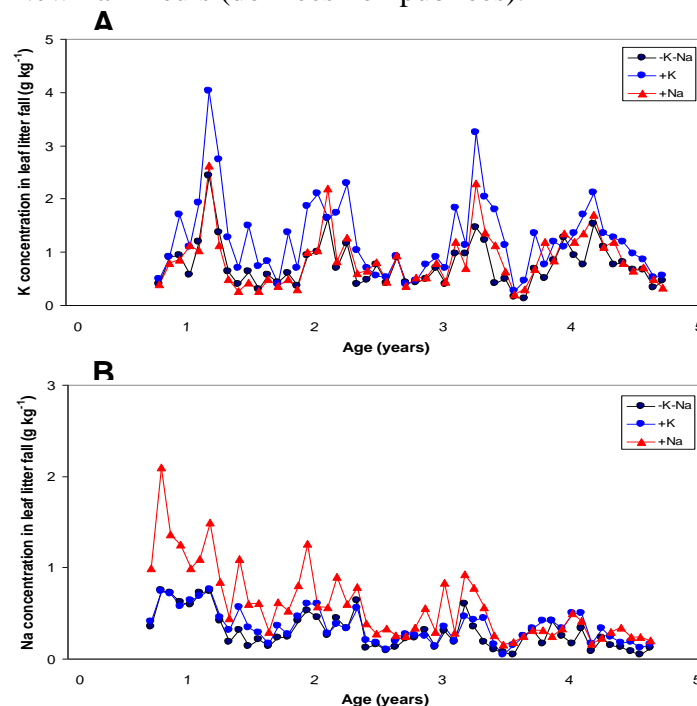 A
K concentration in leaf litter fall (g kg-1)
5
4
3
2
1
0
-K-Na
+K
+Na
0 1 2 3 4 5
Age (years)
B
Na concentration in leaf litter fall (g kg-1)
3
2
1
0
-K-Na
+K
+Na
0 1 2 3 4 5
Age (years)